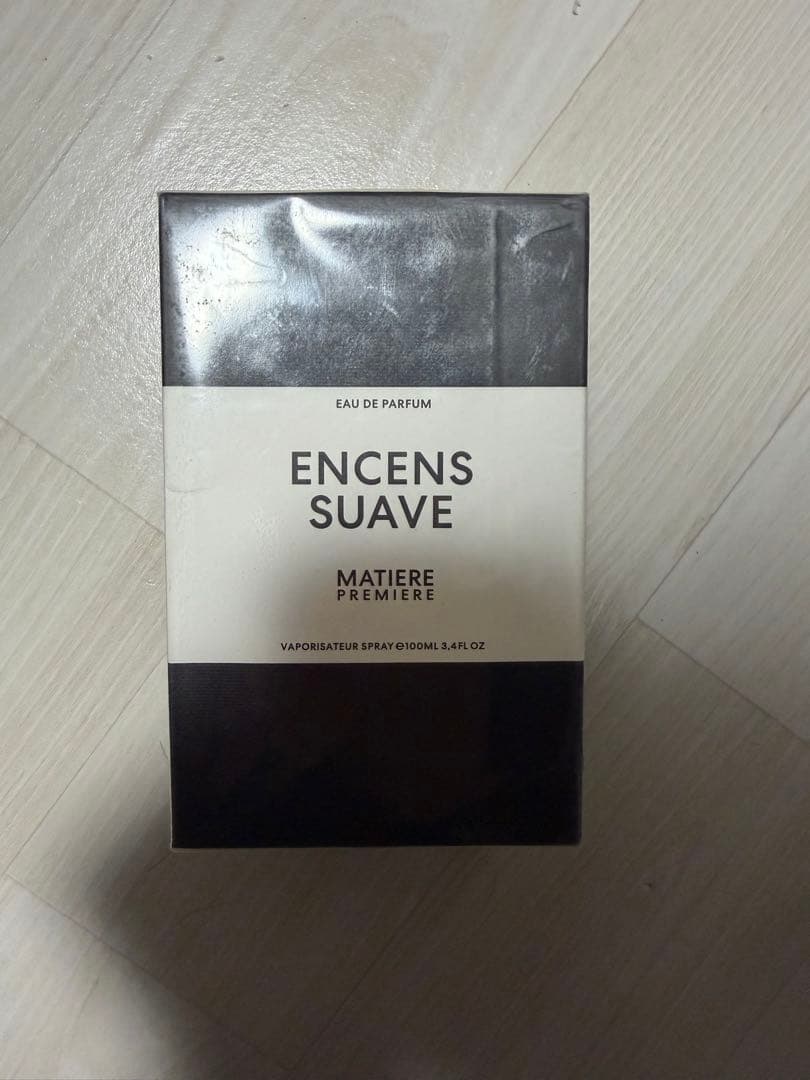 EAU DE PARFUM
ENCENS
SUAVE
MATIERE
PREMIERE
VAPORISATEUR SPRAY ℮100ML 3,4FL OZ